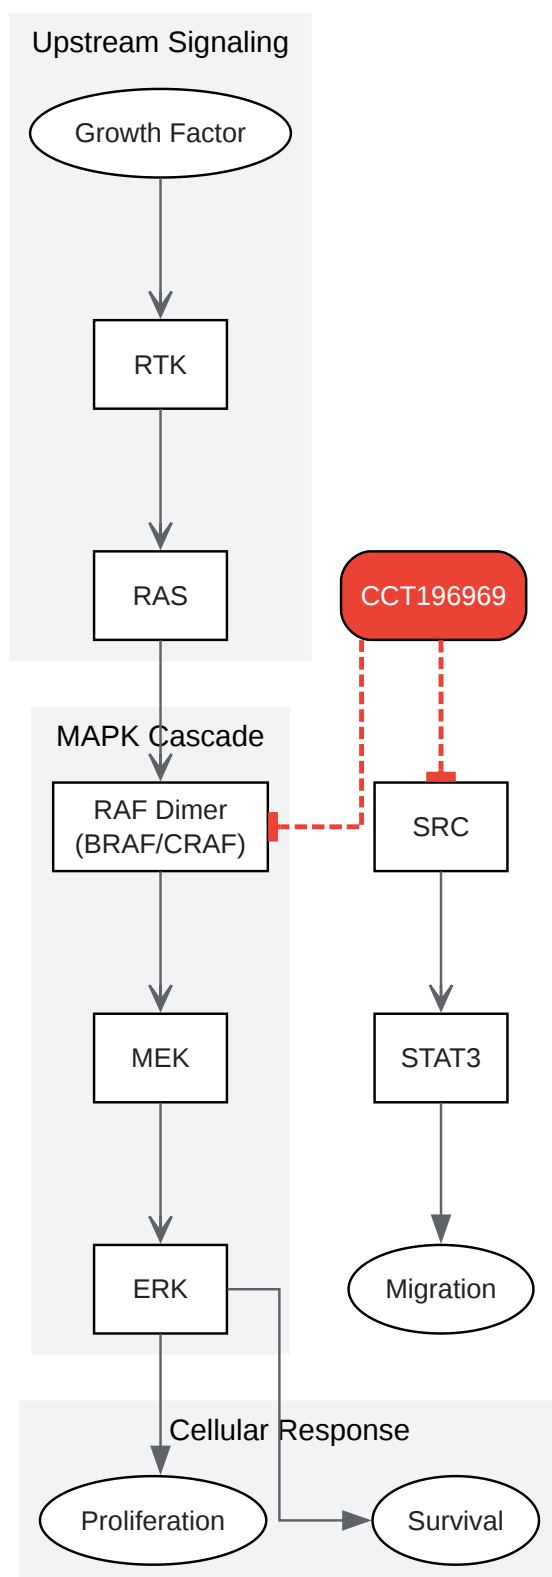 Upstream Signaling
Growth Factor
RTK
RAS
CCT196969
MAPK Cascade
RAF Dimer
(BRAF/CRAF)
SRC
MEK
STAT3
ERK
Migration
Cellular Response
Proliferation
Survival